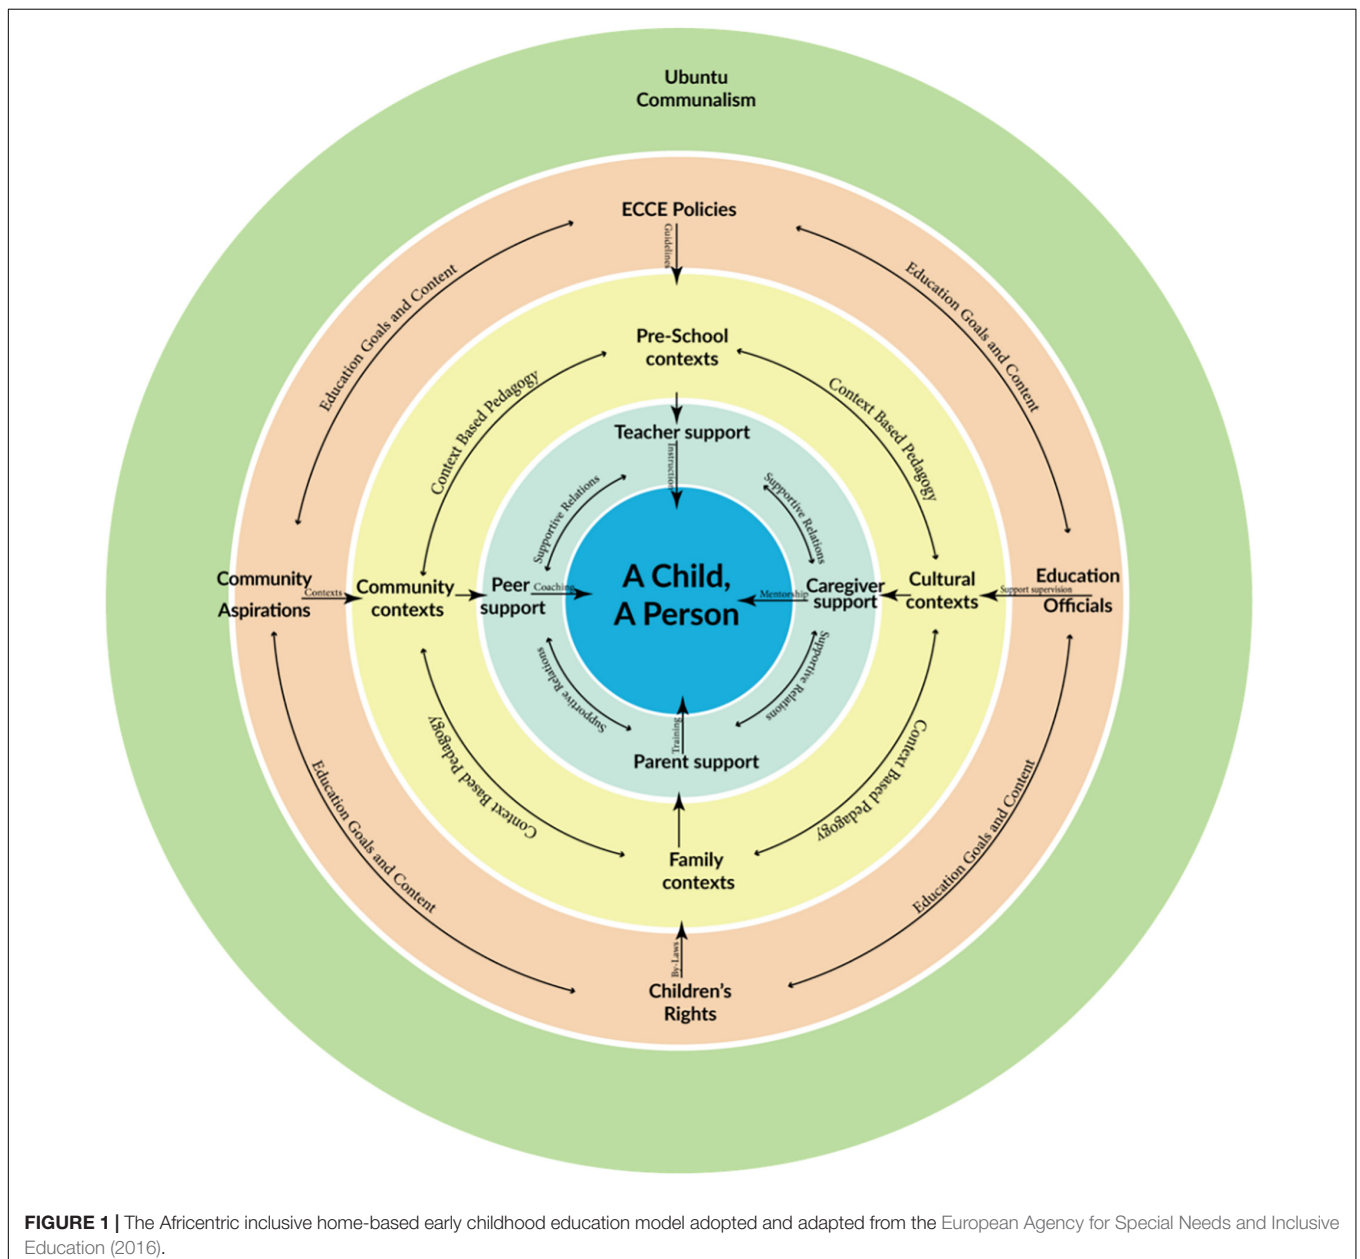 Ubuntu
Communalism
ECCE Policies
Guidelines
Education Goals and Content
Education Goals and Content
Pre-School
contexts
Context Based Pedagogy
Context Based Pedagogy
Teacher support
Instruction
Supportive Relations
Supportive Relations
Community
Aspirations
Contexts
Community
contexts
Peer
support
Coaching
A Child,
A Person
Mentorship
Caregiver
support
Cultural
contexts
Support supervision
Education
Officials
Supportive Relations
Supportive Relations
Training
Parent support
Context Based Pedagogy
Context Based Pedagogy
Family
contexts
Education Goals and Content
Education Goals and Content
By-Laws
Children's
Rights
FIGURE 1 | The Africentric inclusive home-based early childhood education model adopted and adapted from the European Agency for Special Needs and Inclusive
Education (2016).